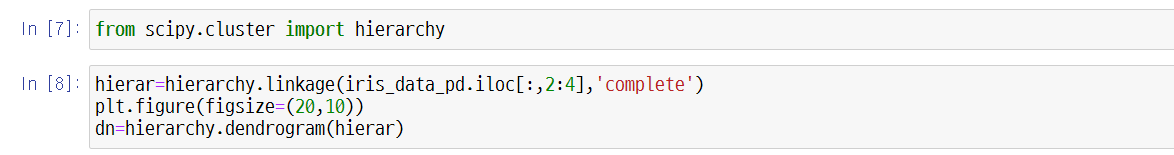 In [7]: from scipy.cluster import hierarchy
In [8]: hierar=hierarchy.linkage(iris_data_pd.iloc[:,2:4],'complete')
plt.figure(figsize=(20,10))
dn=hierarchy.dendrogram(hierar)